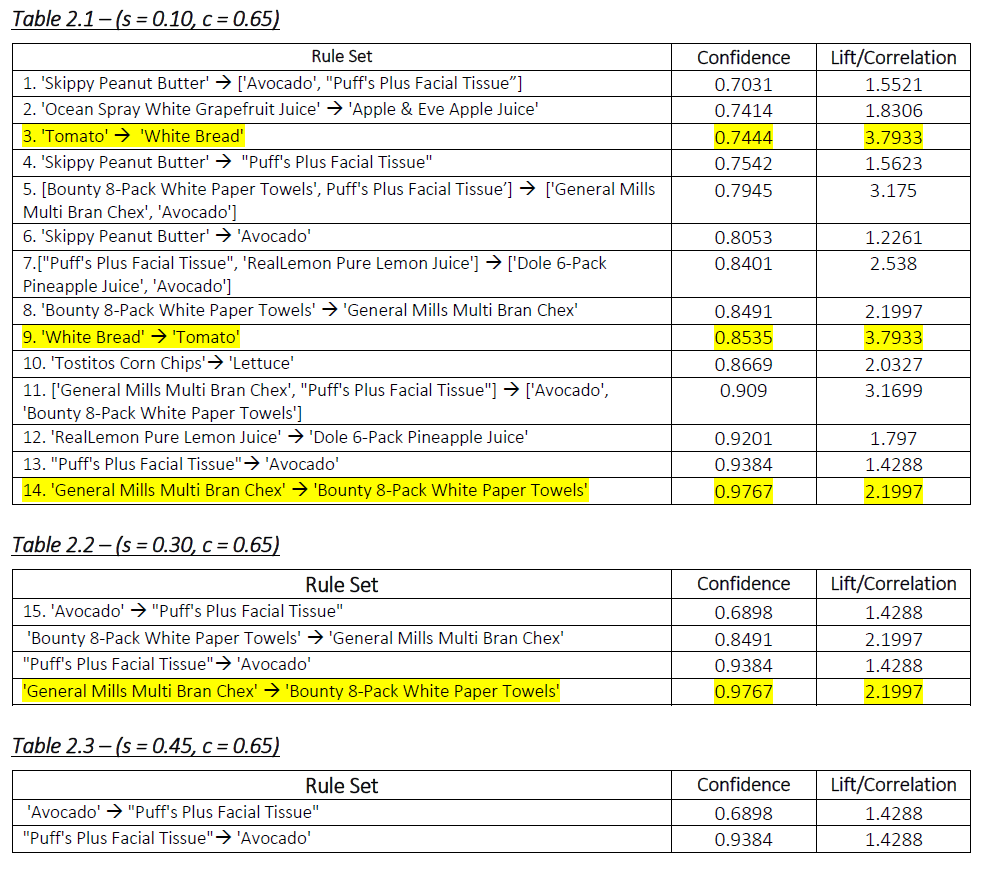 Table 2.1 – (s = 0.10, c = 0.65)
Rule Set Confidence Lift/Correlation
1. 'Skippy Peanut Butter' → ['Avocado', "Puff's Plus Facial Tissue”] 0.7031 1.5521
2. 'Ocean Spray White Grapefruit Juice' → 'Apple & Eve Apple Juice' 0.7414 1.8306
3. 'Tomato' → 'White Bread' 0.7444 3.7933
4. 'Skippy Peanut Butter' → "Puff's Plus Facial Tissue" 0.7542 1.5623
5. [Bounty 8-Pack White Paper Towels', Puff's Plus Facial Tissue’] → ['General Mills 0.7945 3.175
Multi Bran Chex', 'Avocado']
6. 'Skippy Peanut Butter' → 'Avocado' 0.8053 1.2261
7.["Puff's Plus Facial Tissue", 'RealLemon Pure Lemon Juice'] → ['Dole 6-Pack 0.8401 2.538
Pineapple Juice', 'Avocado']
8. 'Bounty 8-Pack White Paper Towels' → 'General Mills Multi Bran Chex' 0.8491 2.1997
9. 'White Bread' → 'Tomato' 0.8535 3.7933
10. 'Tostitos Corn Chips'→ 'Lettuce' 0.8669 2.0327
11. ['General Mills Multi Bran Chex', "Puff's Plus Facial Tissue"] → ['Avocado', 0.909 3.1699
'Bounty 8-Pack White Paper Towels']
12. 'RealLemon Pure Lemon Juice' → 'Dole 6-Pack Pineapple Juice' 0.9201 1.797
13. "Puff's Plus Facial Tissue"→ 'Avocado' 0.9384 1.4288
14. 'General Mills Multi Bran Chex' → 'Bounty 8-Pack White Paper Towels' 0.9767 2.1997
Table 2.2 – (s = 0.30, c = 0.65)
Rule Set Confidence Lift/Correlation
15. 'Avocado' → "Puff's Plus Facial Tissue" 0.6898 1.4288
'Bounty 8-Pack White Paper Towels' → 'General Mills Multi Bran Chex' 0.8491 2.1997
"Puff's Plus Facial Tissue"→ 'Avocado' 0.9384 1.4288
'General Mills Multi Bran Chex' → 'Bounty 8-Pack White Paper Towels' 0.9767 2.1997
Table 2.3 – (s = 0.45, c = 0.65)
Rule Set Confidence Lift/Correlation
'Avocado' → "Puff's Plus Facial Tissue" 0.6898 1.4288
"Puff's Plus Facial Tissue"→ 'Avocado' 0.9384 1.4288